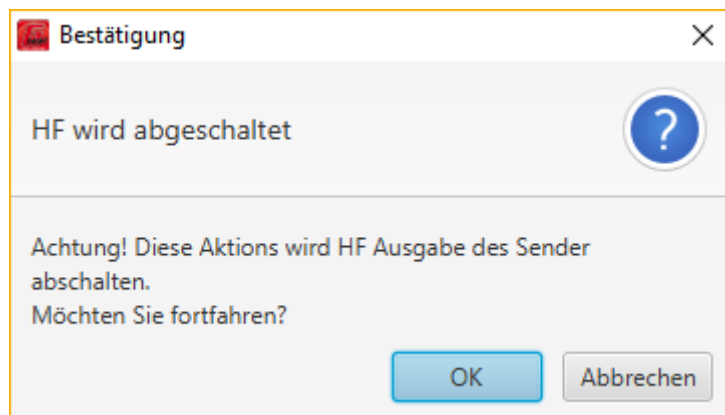 Bestätigung
HF wird abgeschaltet
?
Achtung! Diese Aktions wird HF Ausgabe des Sender
abschalten.
Möchten Sie fortfahren?
OK
Abbrechen